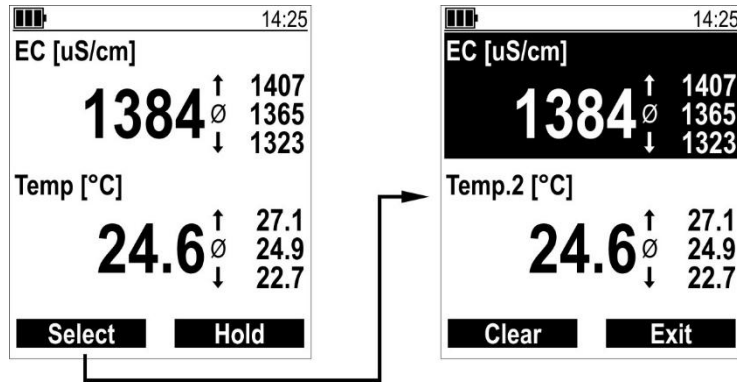 14:25
EC [uS/cm]
1384 ↑ 1407
Ø 1365
↓ 1323
Temp [°C]
24.6 ↑ 27.1
Ø 24.9
↓ 22.7
Select Hold
14:25
EC [uS/cm]
1384 ↑ 1407
Ø 1365
↓ 1323
Temp.2 [°C]
24.6 ↑ 27.1
Ø 24.9
↓ 22.7
Clear Exit